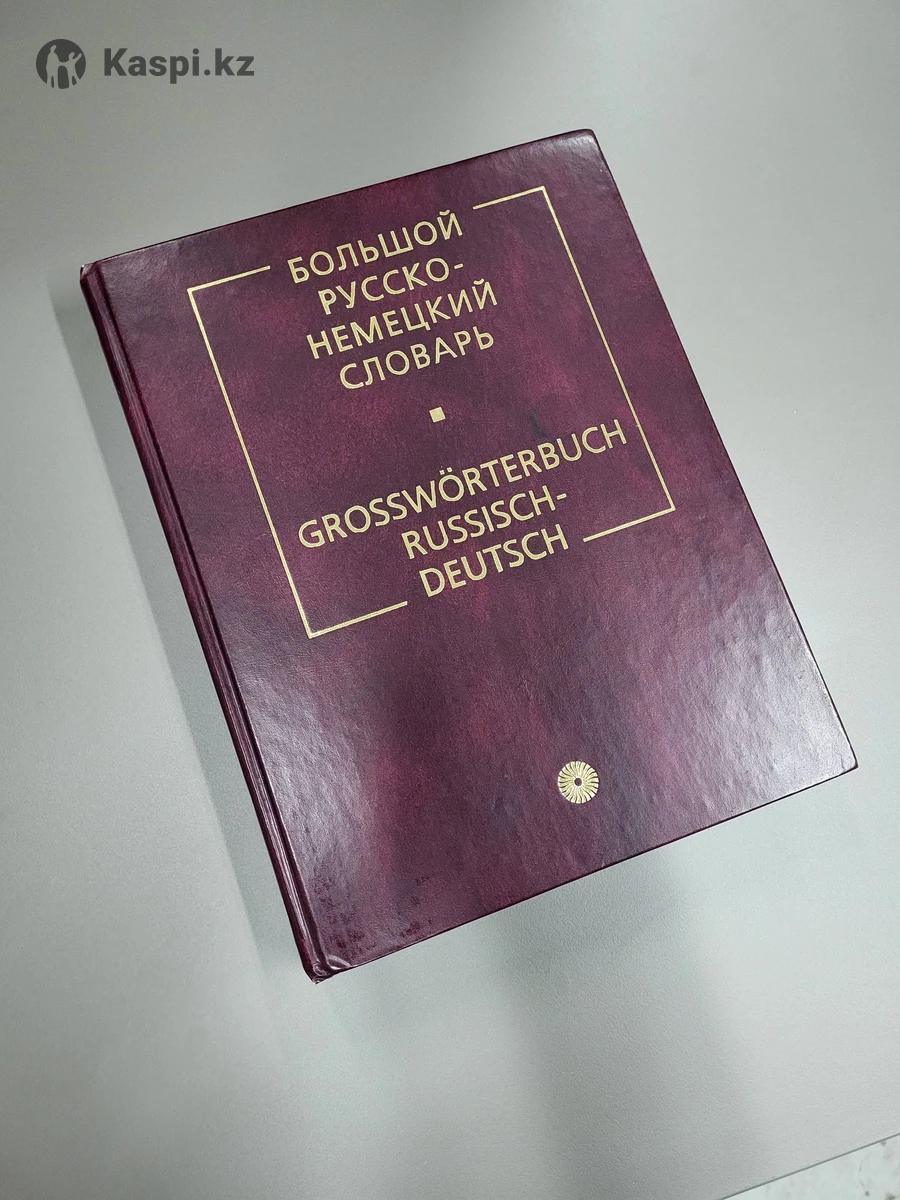 Kaspi.kz
БОЛЬШОЙ
РУССКО-
НЕМЕЦКИЙ
СЛОВАРЬ
GROSSWÖRTERBUCH
RUSSISCH-
DEUTSCH